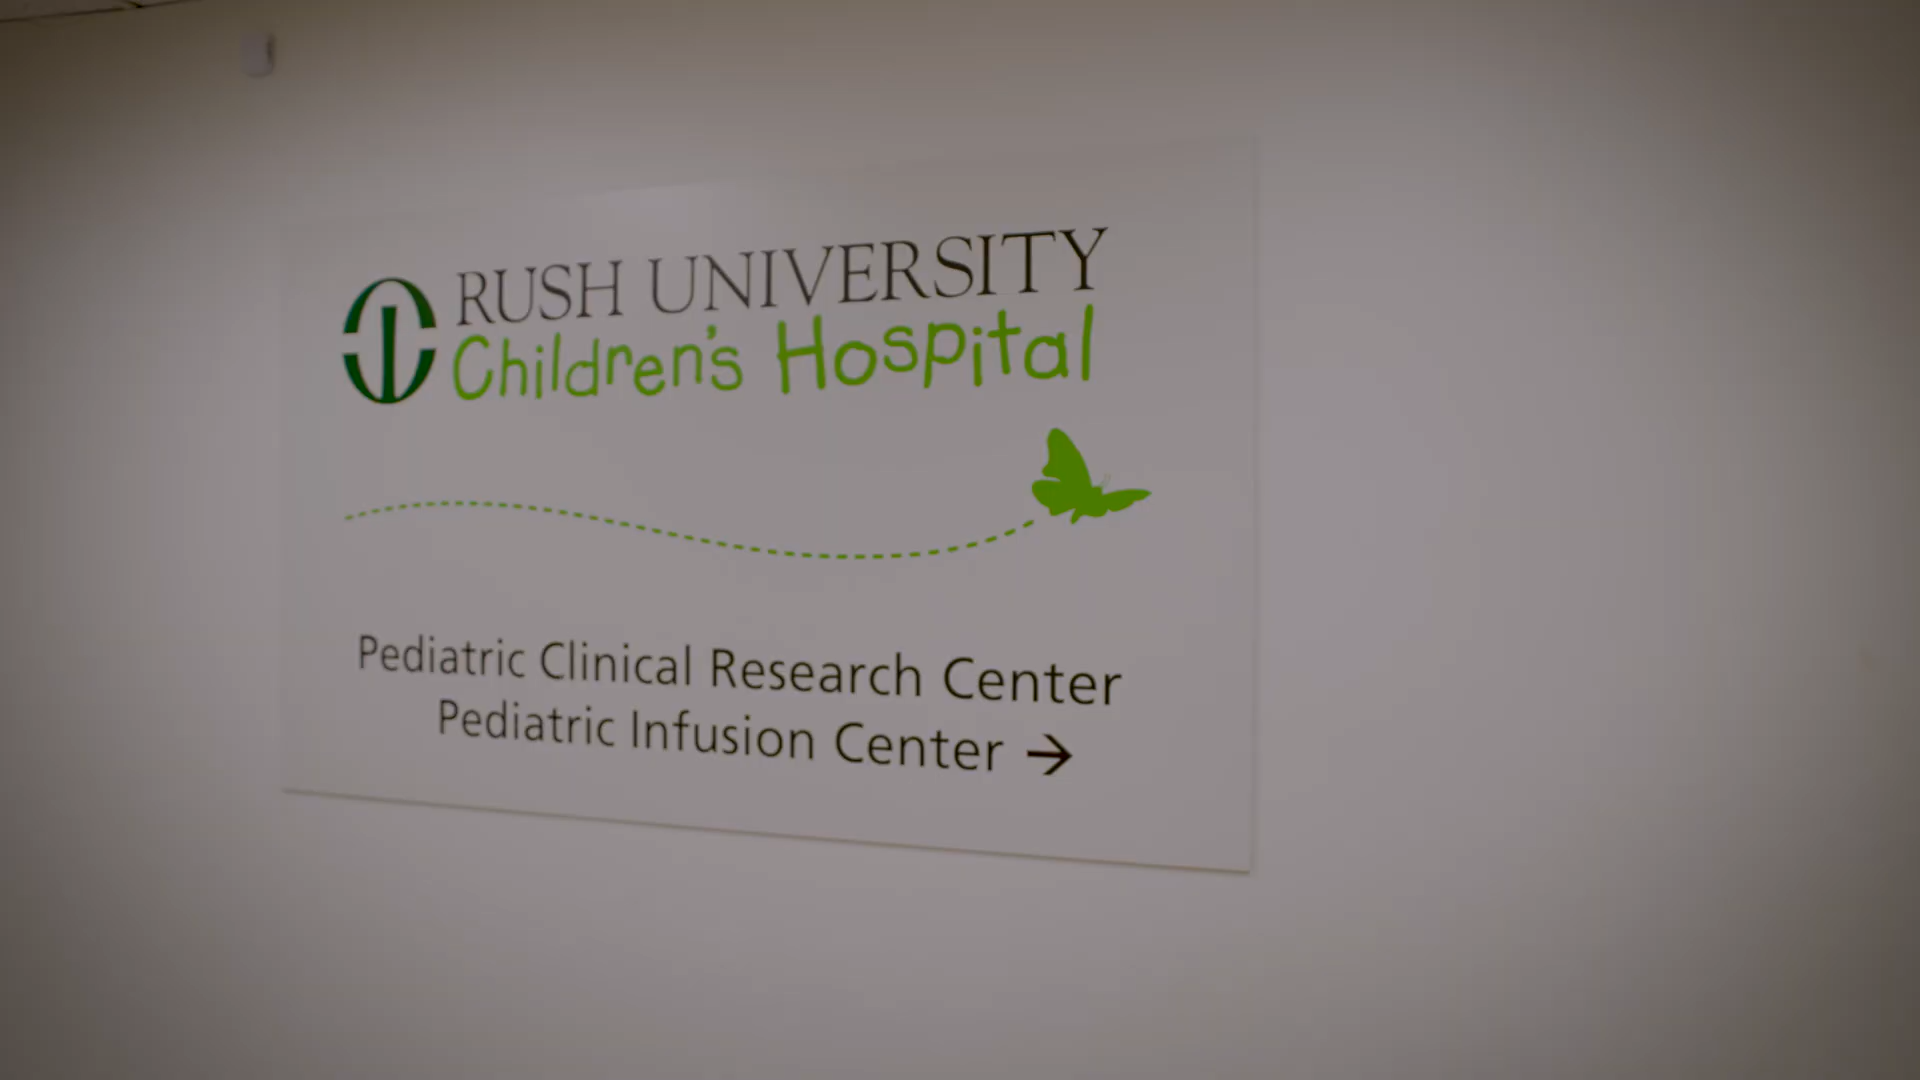 RUSH UNIVERSITY
Children's Hospital
Pediatric Clinical Research Center
Pediatric Infusion Center →